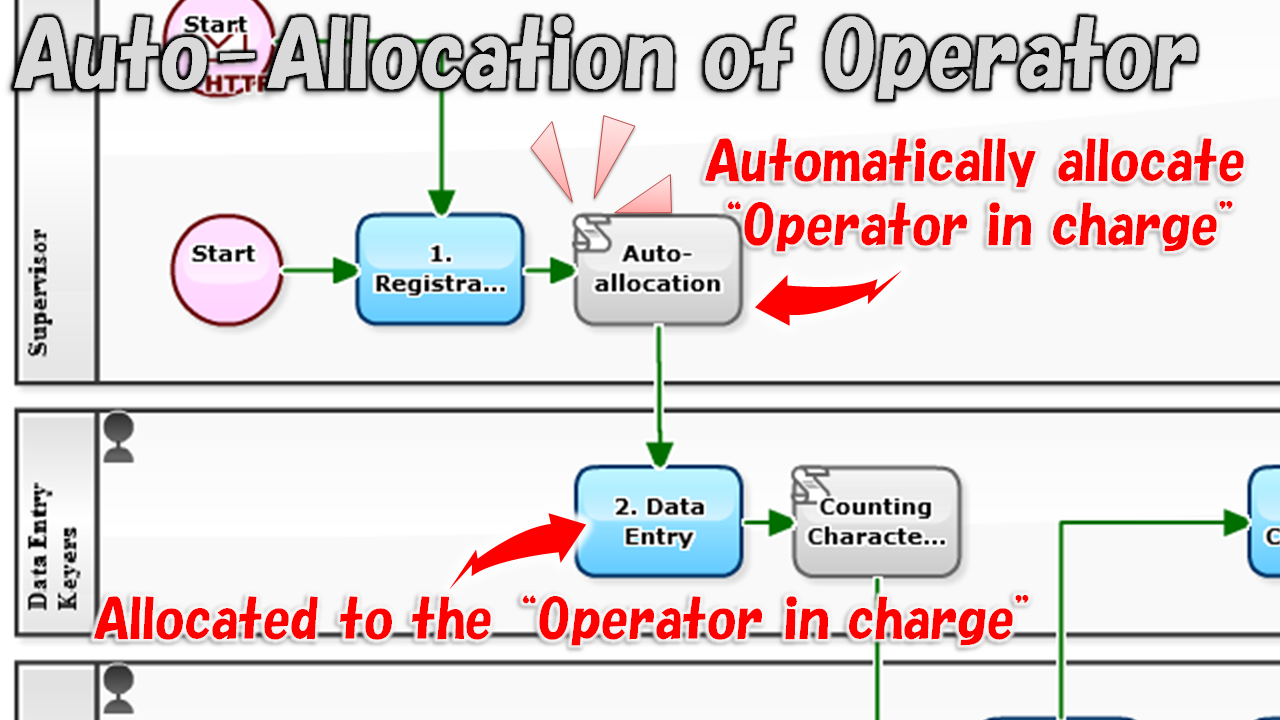 Auto-Allocation of Operator
Start
HTTP
Automatically allocate
"Operator in charge"
Supervisor
Start
1.
Registra...
Auto-
allocation
Data Entry
Keyers
2. Data
Entry
Counting
Characte...
C
Allocated to the "Operator in charge"